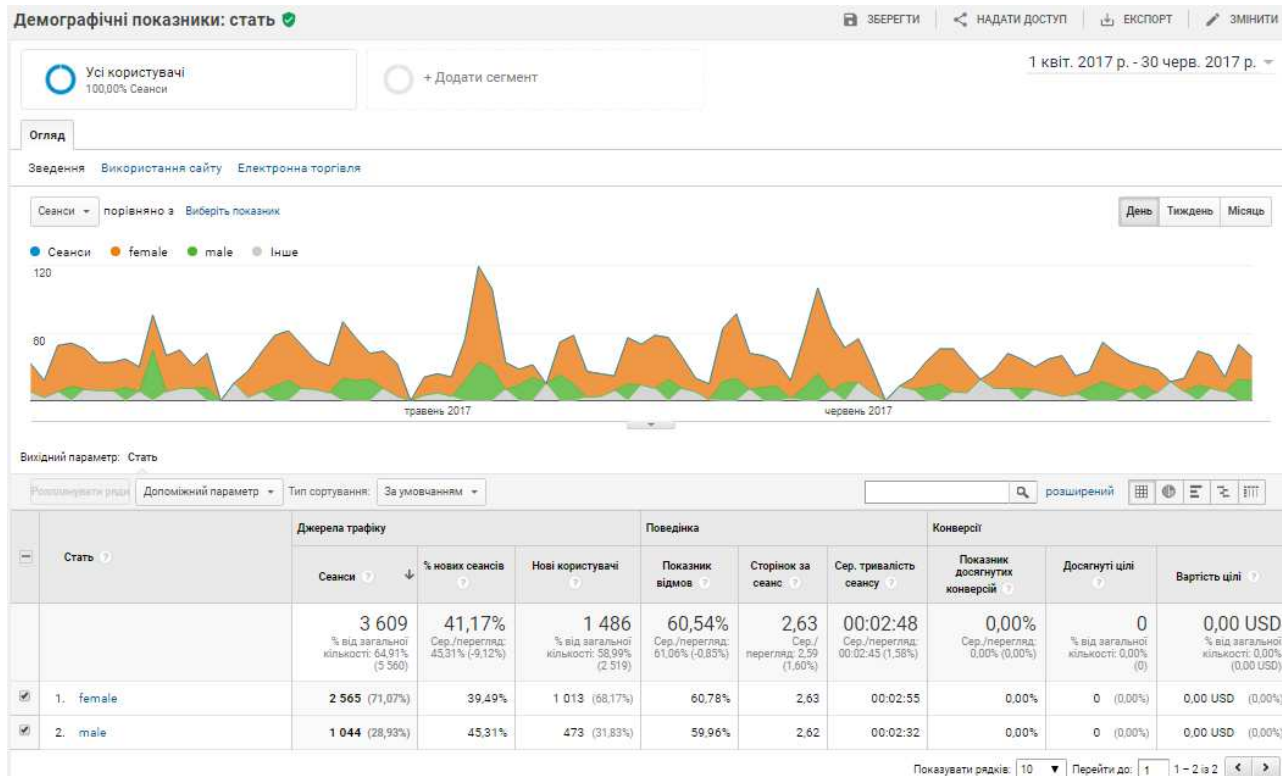 Демографічні показники: стать
ЗБЕРЕГТИ НАДАТИ ДОСТУП ЕКСПОРТ ЗМІНИТИ
Усі користувачі
100,00% Сеанси
+ Додати сегмент
1 квіт. 2017 р. - 30 черв. 2017 р.
Огляд
Зведення Використання сайту Електронна торгівля
Сеанси порівняно з Виберіть показник
День Тиждень Місяць
Сеанси female male Інше
120
60
травень 2017 червень 2017
Вихідний параметр: Стать
Допоміжний параметр Тип сортування: За умовчанням розширений
Стать
Джерела трафіку Поведінка Конверсії
Сеанси % нових сеансів Нові користувачі Показник відмов Сторінок за сеанс Сер. тривалість сеансу Показник досягнутих конверсій Досягнуті цілі Вартість цілі
3 609 41,17% 1 486 60,54% 2,63 00:02:48 0,00% 0 0,00 USD
% від загальної кількості: 64,91% (5 560) Сер./перегляд: 45,31% (-9,12%) % від загальної кількості: 58,99% (2 519) Сер./перегляд: 61,06% (-0,85%) Сер./перегляд: 2,59 (1,60%) Сер./перегляд: 00:02:45 (1,58%) Сер./перегляд: 0,00% (0,00%) % від загальної кількості: 0,00% (0) % від загальної кількості: 0,00% (0,00 USD)
1. female 2 565 (71,07%) 39,49% 1 013 (68,17%) 60,78% 2,63 00:02:55 0,00% 0 (0,00%) 0,00 USD (0,00%)
2. male 1 044 (28,93%) 45,31% 473 (31,83%) 59,96% 2,62 00:02:32 0,00% 0 (0,00%) 0,00 USD (0,00%)
Показувати рядків: 10 Перейти до: 1 1 – 2 із 2